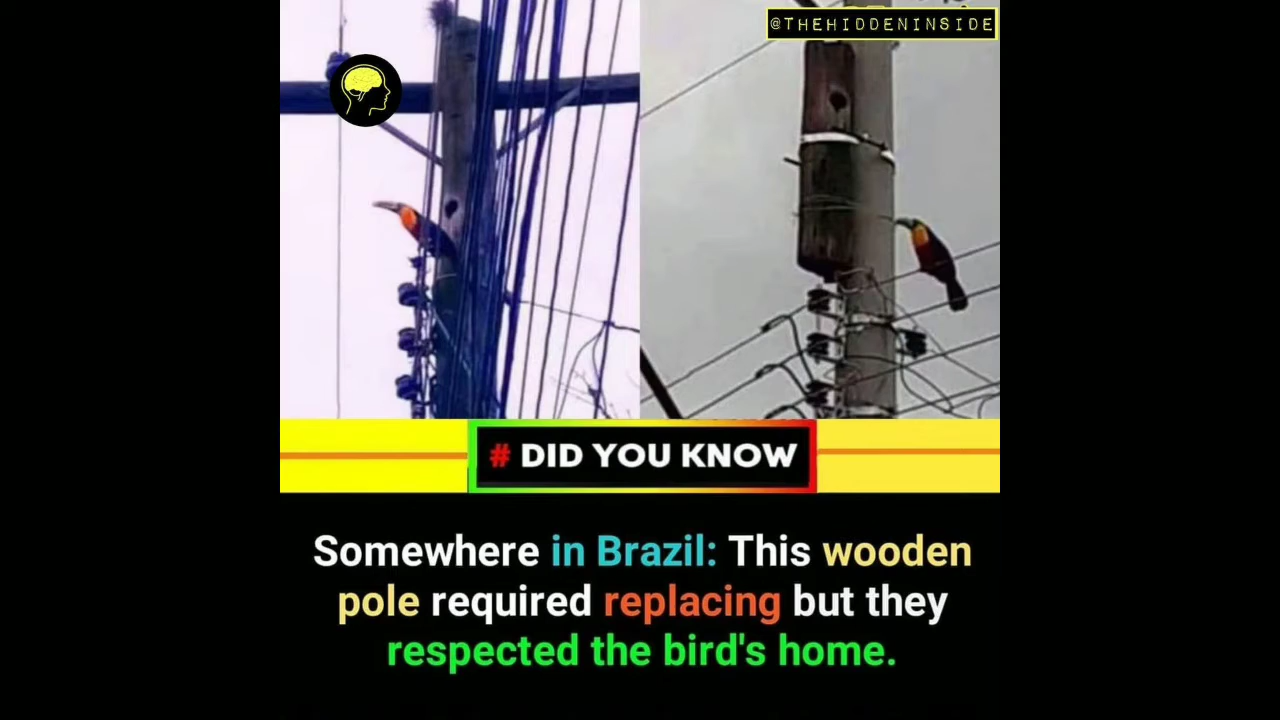 @THEHIDDENINSIDE
# DID YOU KNOW
Somewhere in Brazil: This wooden
pole required replacing but they
respected the bird's home.